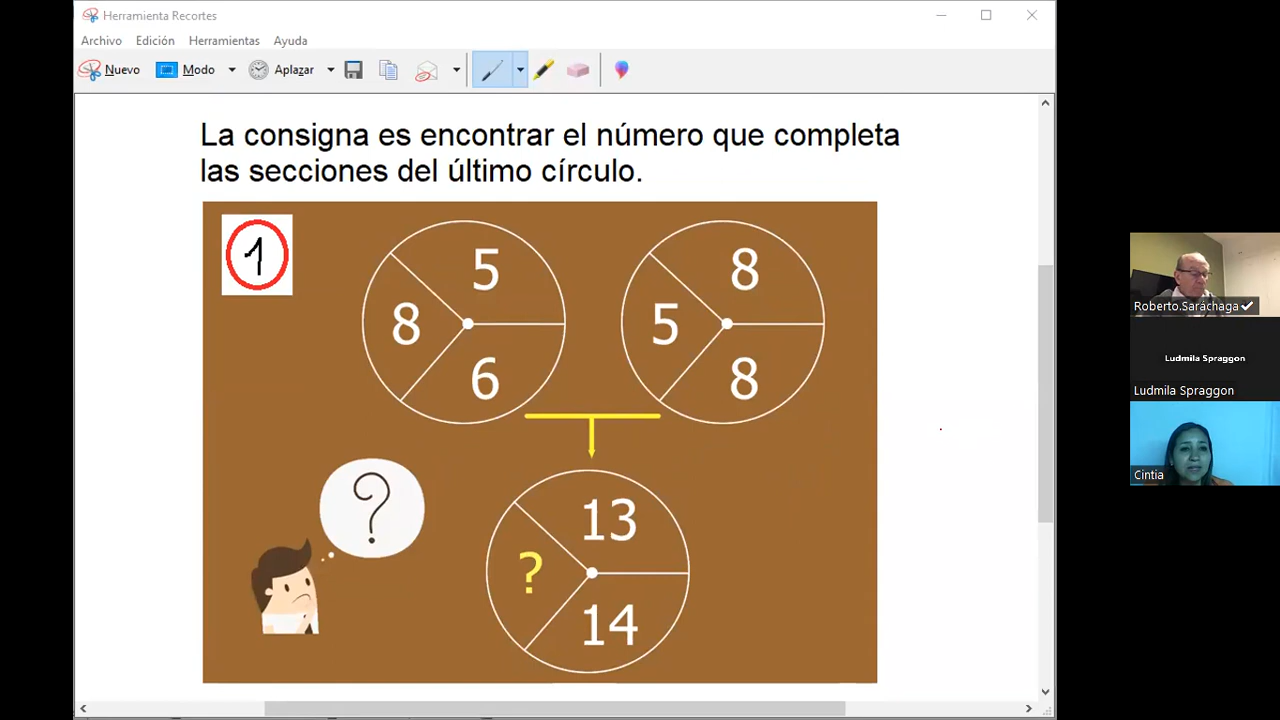 Herramienta Recortes
Archivo Edición Herramientas Ayuda
Nuevo Modo Aplazar
La consigna es encontrar el número que completa
las secciones del último círculo.
1
5
8
6
8
5
8
?
13
?
14
Roberto.Saráchaga
Ludmila Spraggon
Ludmila Spraggon
Cintia